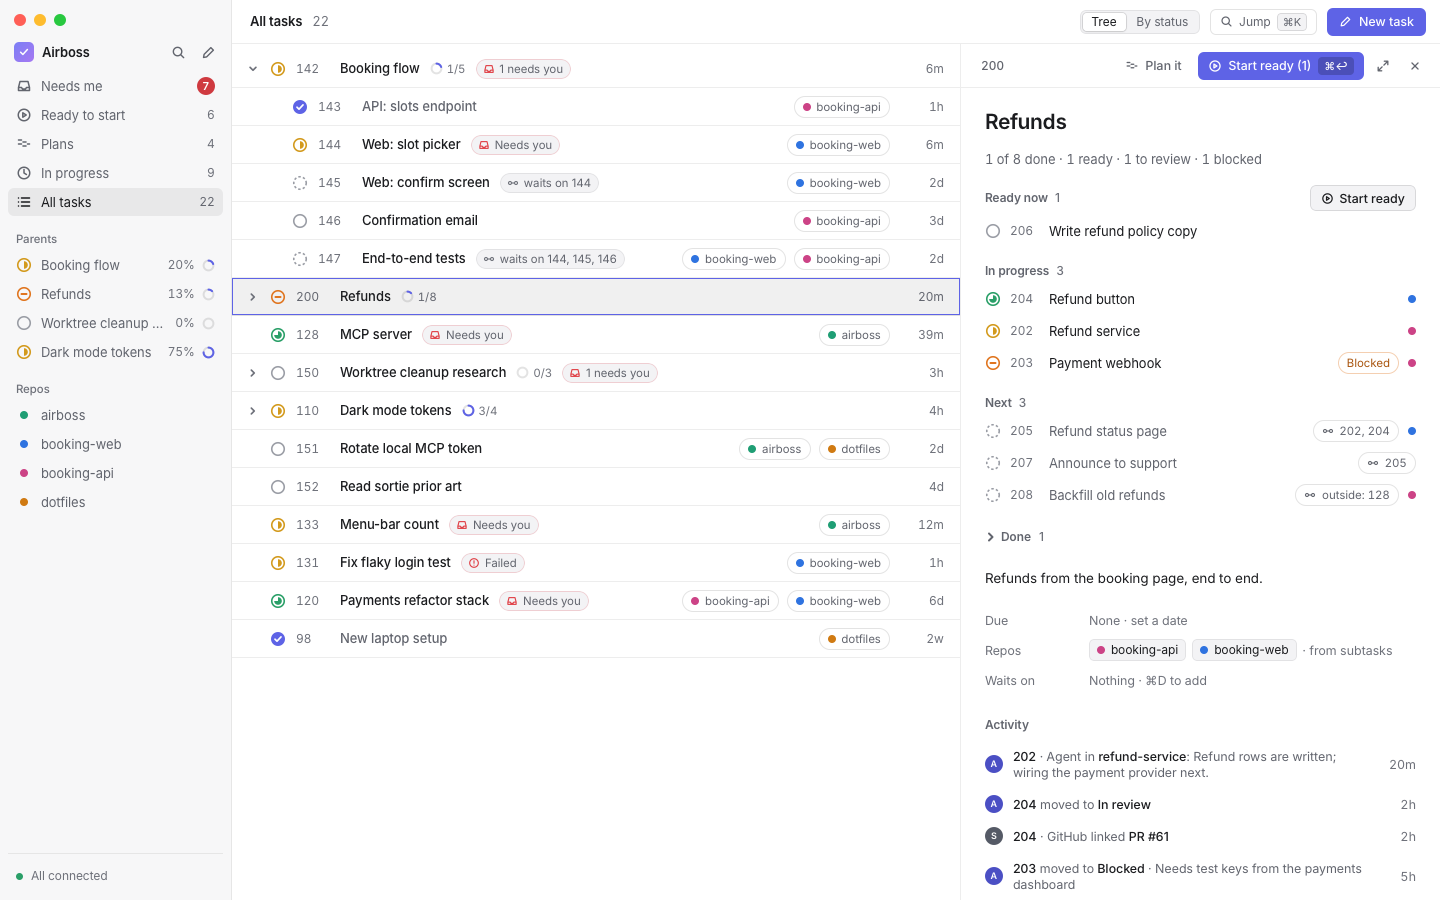 Airboss
Needs me 7
Ready to start 6
Plans 4
In progress 9
All tasks 22
Parents
Booking flow 20%
Refunds 13%
Worktree cleanup ... 0%
Dark mode tokens 75%
Repos
airboss
booking-web
booking-api
dotfiles
All connected
All tasks 22
Tree By status Jump ⌘K New task
142 Booking flow 1/5 1 needs you 6m
143 API: slots endpoint booking-api 1h
144 Web: slot picker Needs you booking-web 6m
145 Web: confirm screen waits on 144 booking-web 2d
146 Confirmation email booking-api 3d
147 End-to-end tests waits on 144, 145, 146 booking-web booking-api 2d
200 Refunds 1/8 20m
128 MCP server Needs you airboss 39m
150 Worktree cleanup research 0/3 1 needs you 3h
110 Dark mode tokens 3/4 4h
151 Rotate local MCP token airboss dotfiles 2d
152 Read sortie prior art 4d
133 Menu-bar count Needs you airboss 12m
131 Fix flaky login test Failed booking-web 1h
120 Payments refactor stack Needs you booking-api booking-web 6d
98 New laptop setup dotfiles 2w
200 Plan it Start ready (1) ⌘↩
Refunds
1 of 8 done · 1 ready · 1 to review · 1 blocked
Ready now 1 Start ready
206 Write refund policy copy
In progress 3
204 Refund button
202 Refund service
203 Payment webhook Blocked
Next 3
205 Refund status page 202, 204
207 Announce to support 205
208 Backfill old refunds outside: 128
Done 1
Refunds from the booking page, end to end.
Due None · set a date
Repos booking-api booking-web · from subtasks
Waits on Nothing · ⌘D to add
Activity
A 202 · Agent in refund-service: Refund rows are written; 20m
wiring the payment provider next.
A 204 moved to In review 2h
S 204 · GitHub linked PR #61 2h
A 203 moved to Blocked · Needs test keys from the payments 5h
dashboard